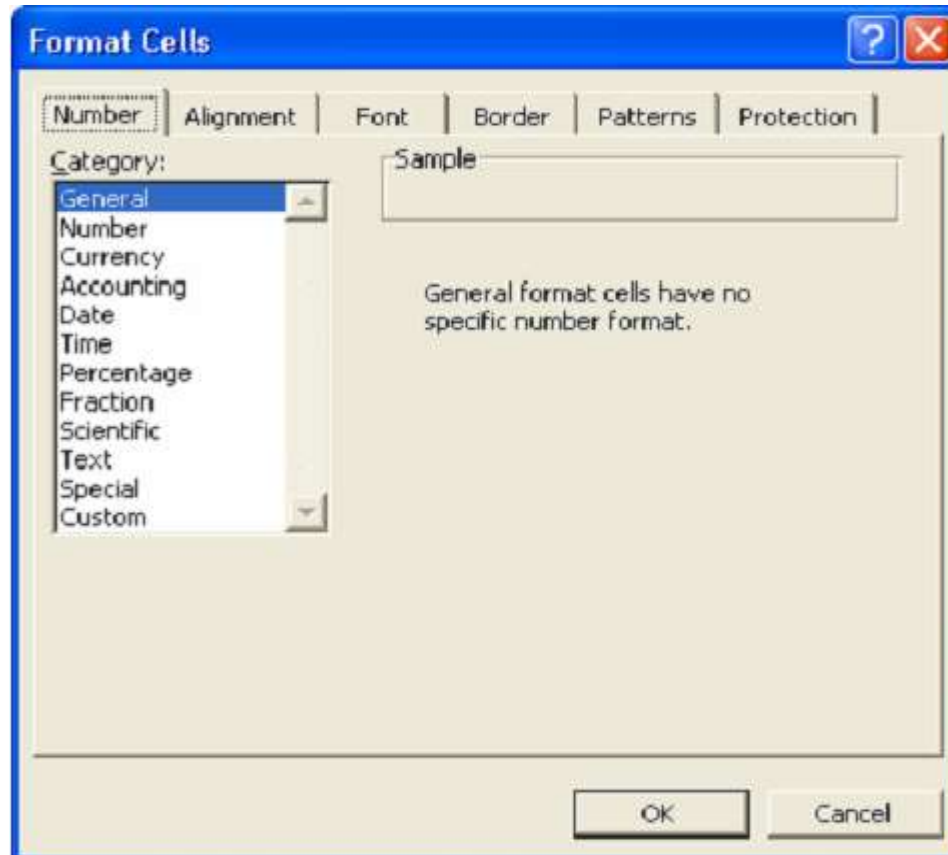 Format Cells
?
Number
Alignment
Font
Border
Patterns
Protection
Category:
General
Number
Currency
Accounting
Date
Time
Percentage
Fraction
Scientific
Text
Special
Custom
Sample
General format cells have no
specific number format.
OK
Cancel